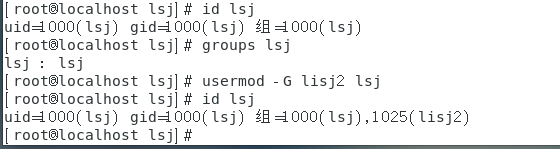 [root@localhost lsj]# id lsj
uid=1000(lsj) gid=1000(lsj) 组=1000(lsj)
[root@localhost lsj]# groups lsj
lsj : lsj
[root@localhost lsj]# usermod -G lisj2 lsj
[root@localhost lsj]# id lsj
uid=1000(lsj) gid=1000(lsj) 组=1000(lsj),1025(lisj2)
[root@localhost lsj]#